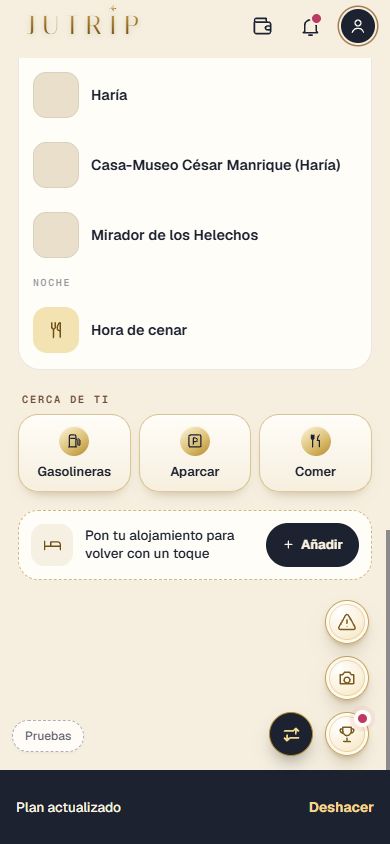 JUTRIP
Haría
Casa-Museo César Manrique (Haría)
Mirador de los Helechos
NOCHE
Hora de cenar
CERCA DE TI
Gasolineras
Aparcar
Comer
Pon tu alojamiento para
volver con un toque
+ Añadir
Pruebas
Plan actualizado
Deshacer